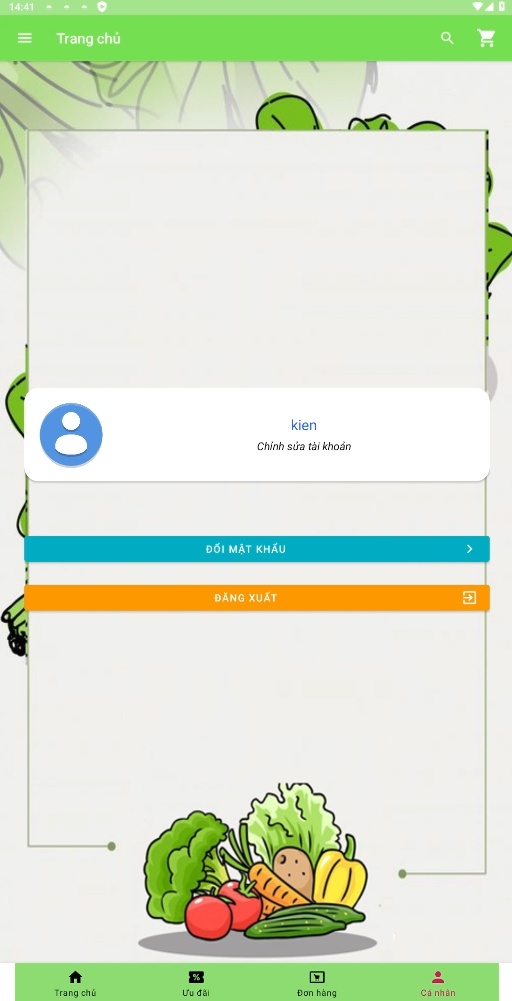 14:41
Trang chủ
kien
Chỉnh sửa tài khoản
ĐỔI MẬT KHẨU
ĐĂNG XUẤT
Trang chủ
Ưu đãi
Đơn hàng
Cá nhân